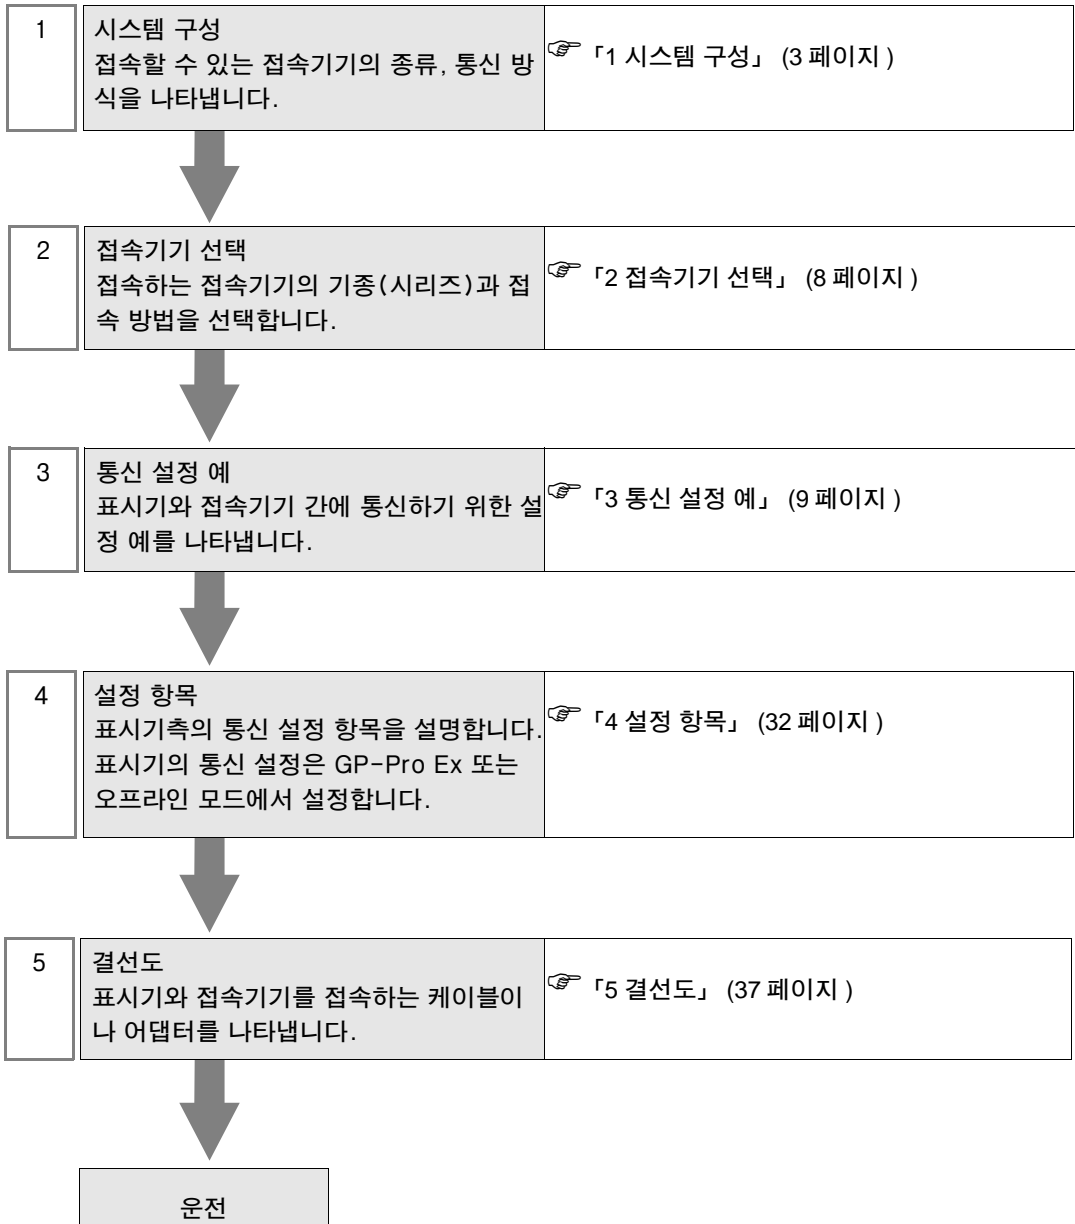 1
시스템 구성
접속할 수 있는 접속기기의 종류, 통신 방
식을 나타냅니다.
☞ 「1 시스템 구성」 (3 페이지 )
2
접속기기 선택
접속하는 접속기기의 기종(시리즈)과 접
속 방법을 선택합니다.
☞ 「2 접속기기 선택」 (8 페이지 )
3
통신 설정 예
표시기와 접속기기 간에 통신하기 위한 설
정 예를 나타냅니다.
☞ 「3 통신 설정 예」 (9 페이지 )
4
설정 항목
표시기측의 통신 설정 항목을 설명합니다.
표시기의 통신 설정은 GP-Pro Ex 또는
오프라인 모드에서 설정합니다.
☞ 「4 설정 항목」 (32 페이지 )
5
결선도
표시기와 접속기기를 접속하는 케이블이
나 어댑터를 나타냅니다.
☞ 「5 결선도」 (37 페이지 )
운전